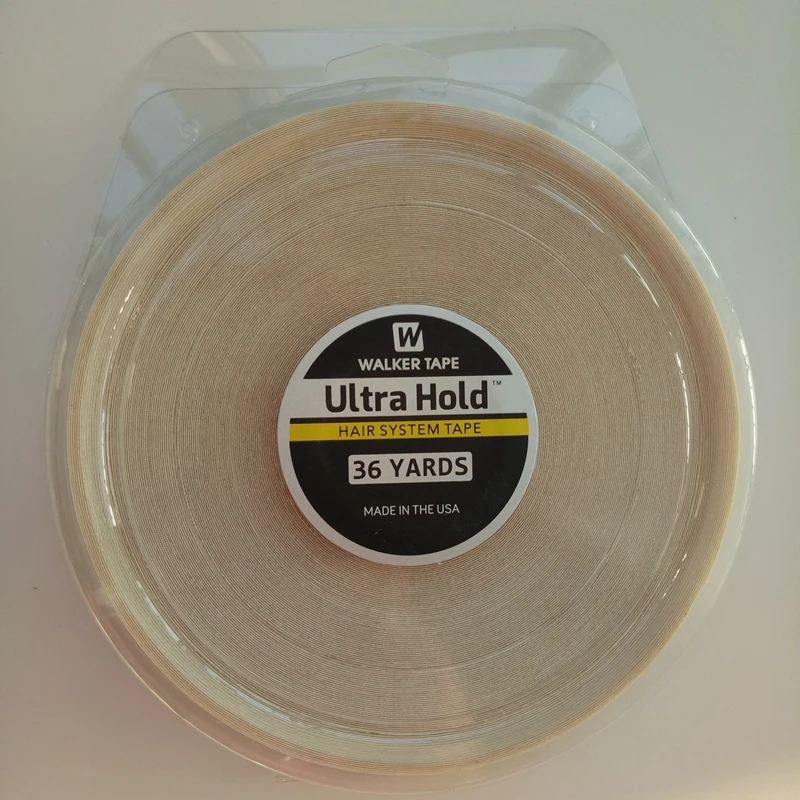 W
WALKER TAPE
Ultra Hold™
HAIR SYSTEM TAPE
36 YARDS
MADE IN THE USA